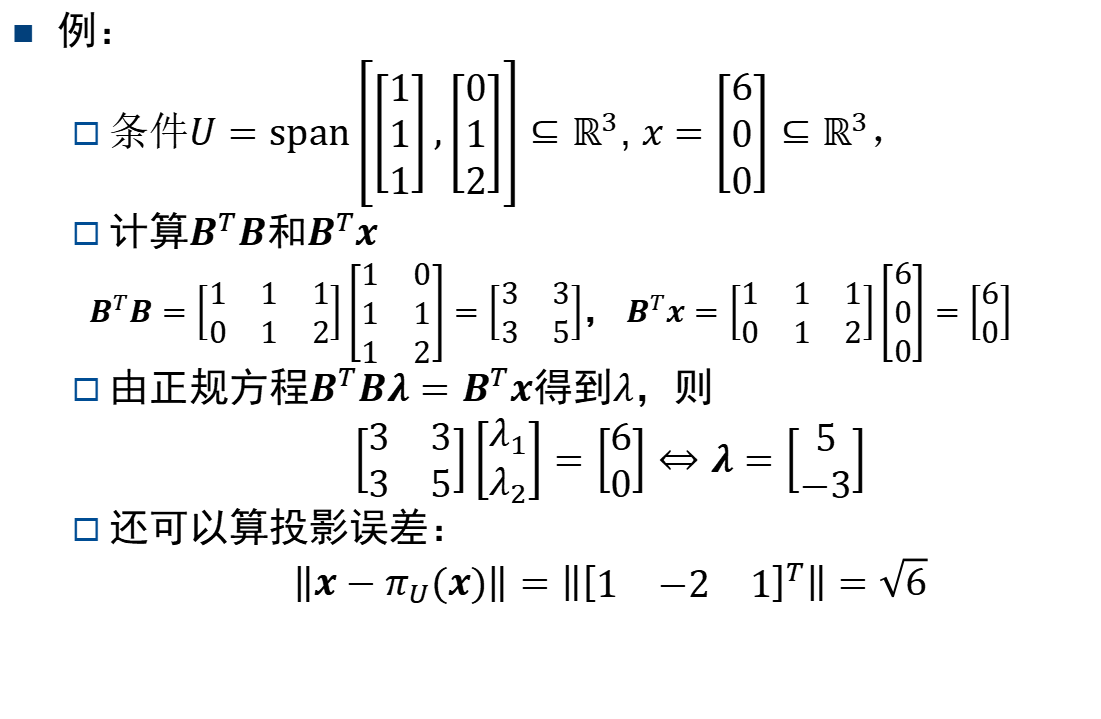 例：
条件U = span[[1 1 1], [0 1 2]] ⊆ ℝ³, x = [6 0 0] ⊆ ℝ³，
计算BᵀB和Bᵀx
BᵀB = [1 1 1; 0 1 2][1 0; 1 1; 1 2] = [3 3; 3 5]， Bᵀx = [1 1 1; 0 1 2][6; 0; 0] = [6; 0]
由正规方程BᵀBλ = Bᵀx得到λ，则
[3 3; 3 5][λ₁; λ₂] = [6; 0] ⇔ λ = [5; −3]
还可以算投影误差：
‖x − π_U(x)‖ = ‖[1 −2 1]ᵀ‖ = √6